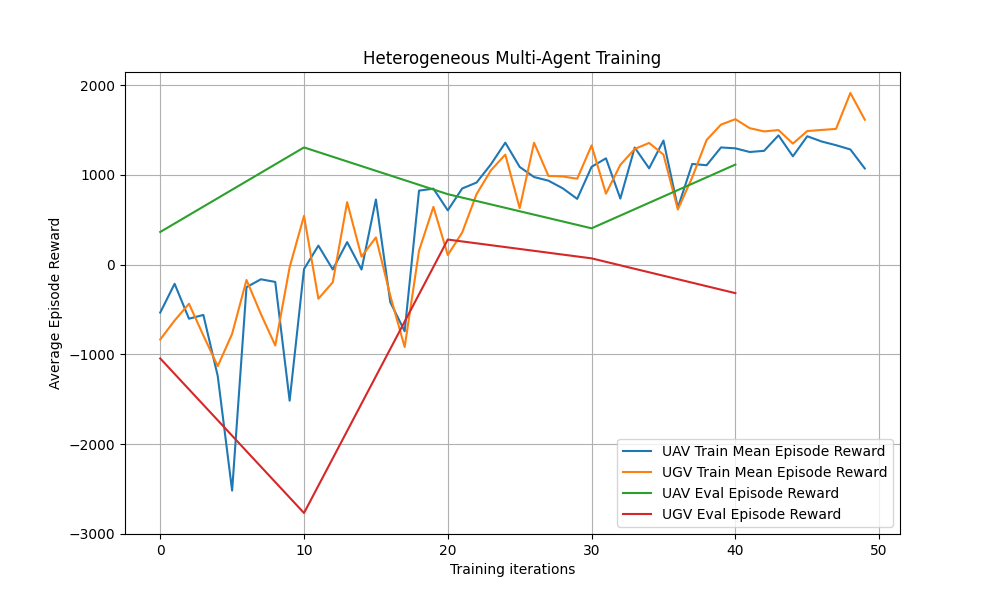 Heterogeneous Multi-Agent Training
Average Episode Reward
2000
1000
0
−1000
−2000
−3000
UAV Train Mean Episode Reward
UGV Train Mean Episode Reward
UAV Eval Episode Reward
UGV Eval Episode Reward
0 10 20 30 40 50
Training iterations